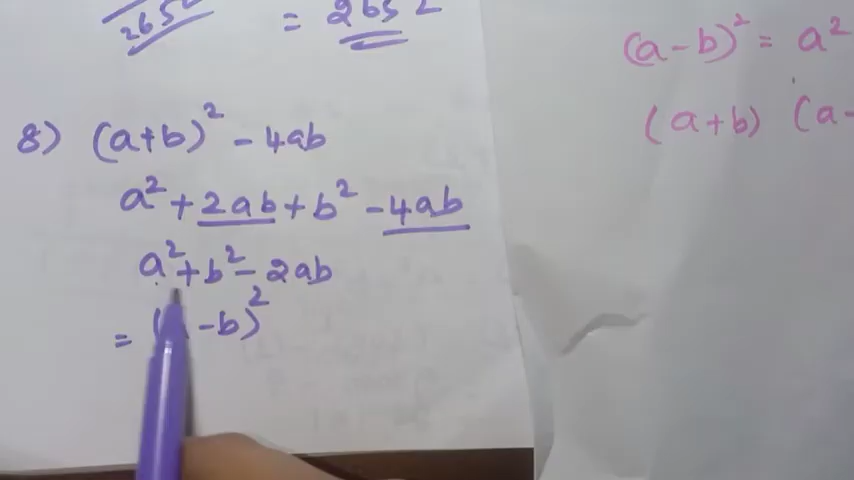 2652 = 2652
8) (a+b)² - 4ab
a² + 2ab + b² - 4ab
a² + b² - 2ab
= ( -b)²
(a-b)² = a²
(a+b) (a-